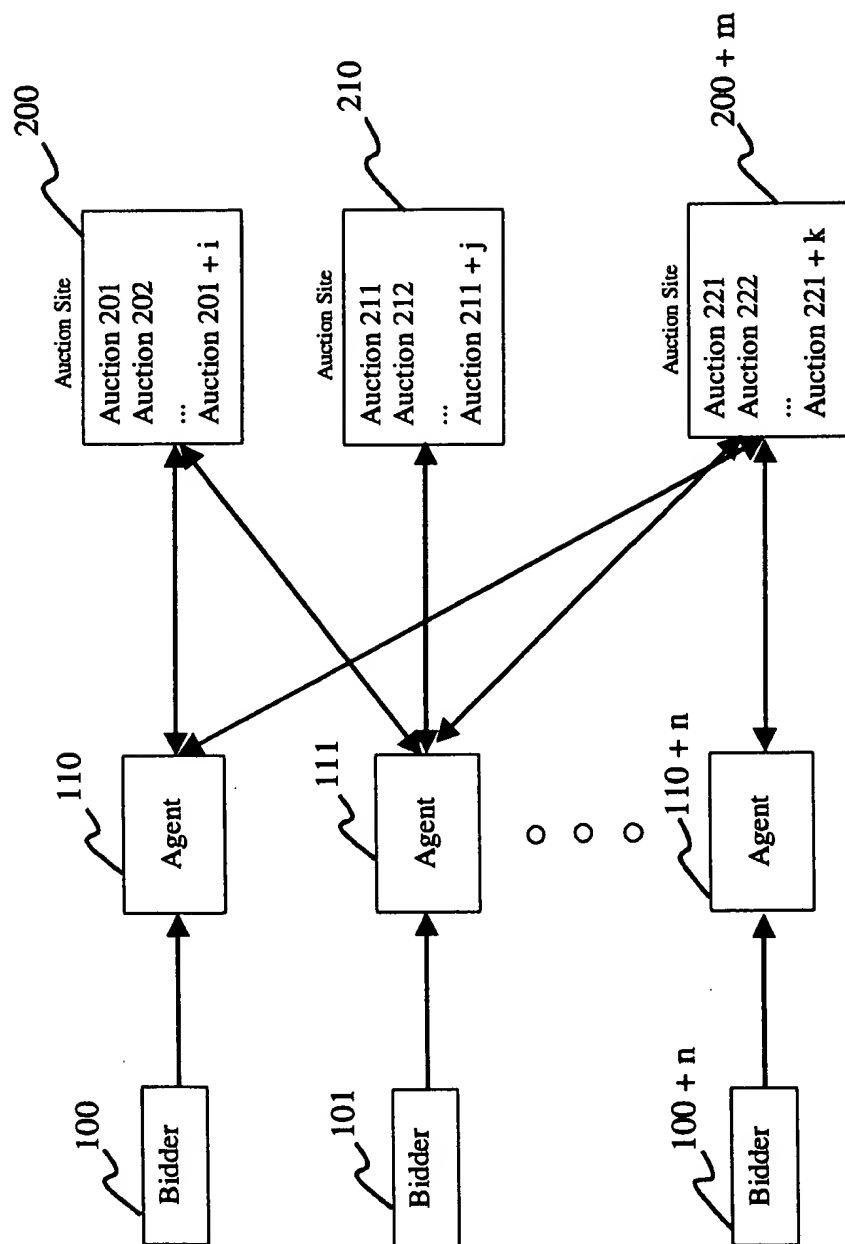 100
Bidder
110
Agent
Auction Site
200
Auction 201
Auction 202
... Auction 201 + i
101
Bidder
111
Agent
Auction Site
210
Auction 211
Auction 212
... Auction 211 + j
100 + n
Bidder
110 + n
Agent
Auction Site
200 + m
Auction 221
Auction 222
... Auction 221 + k